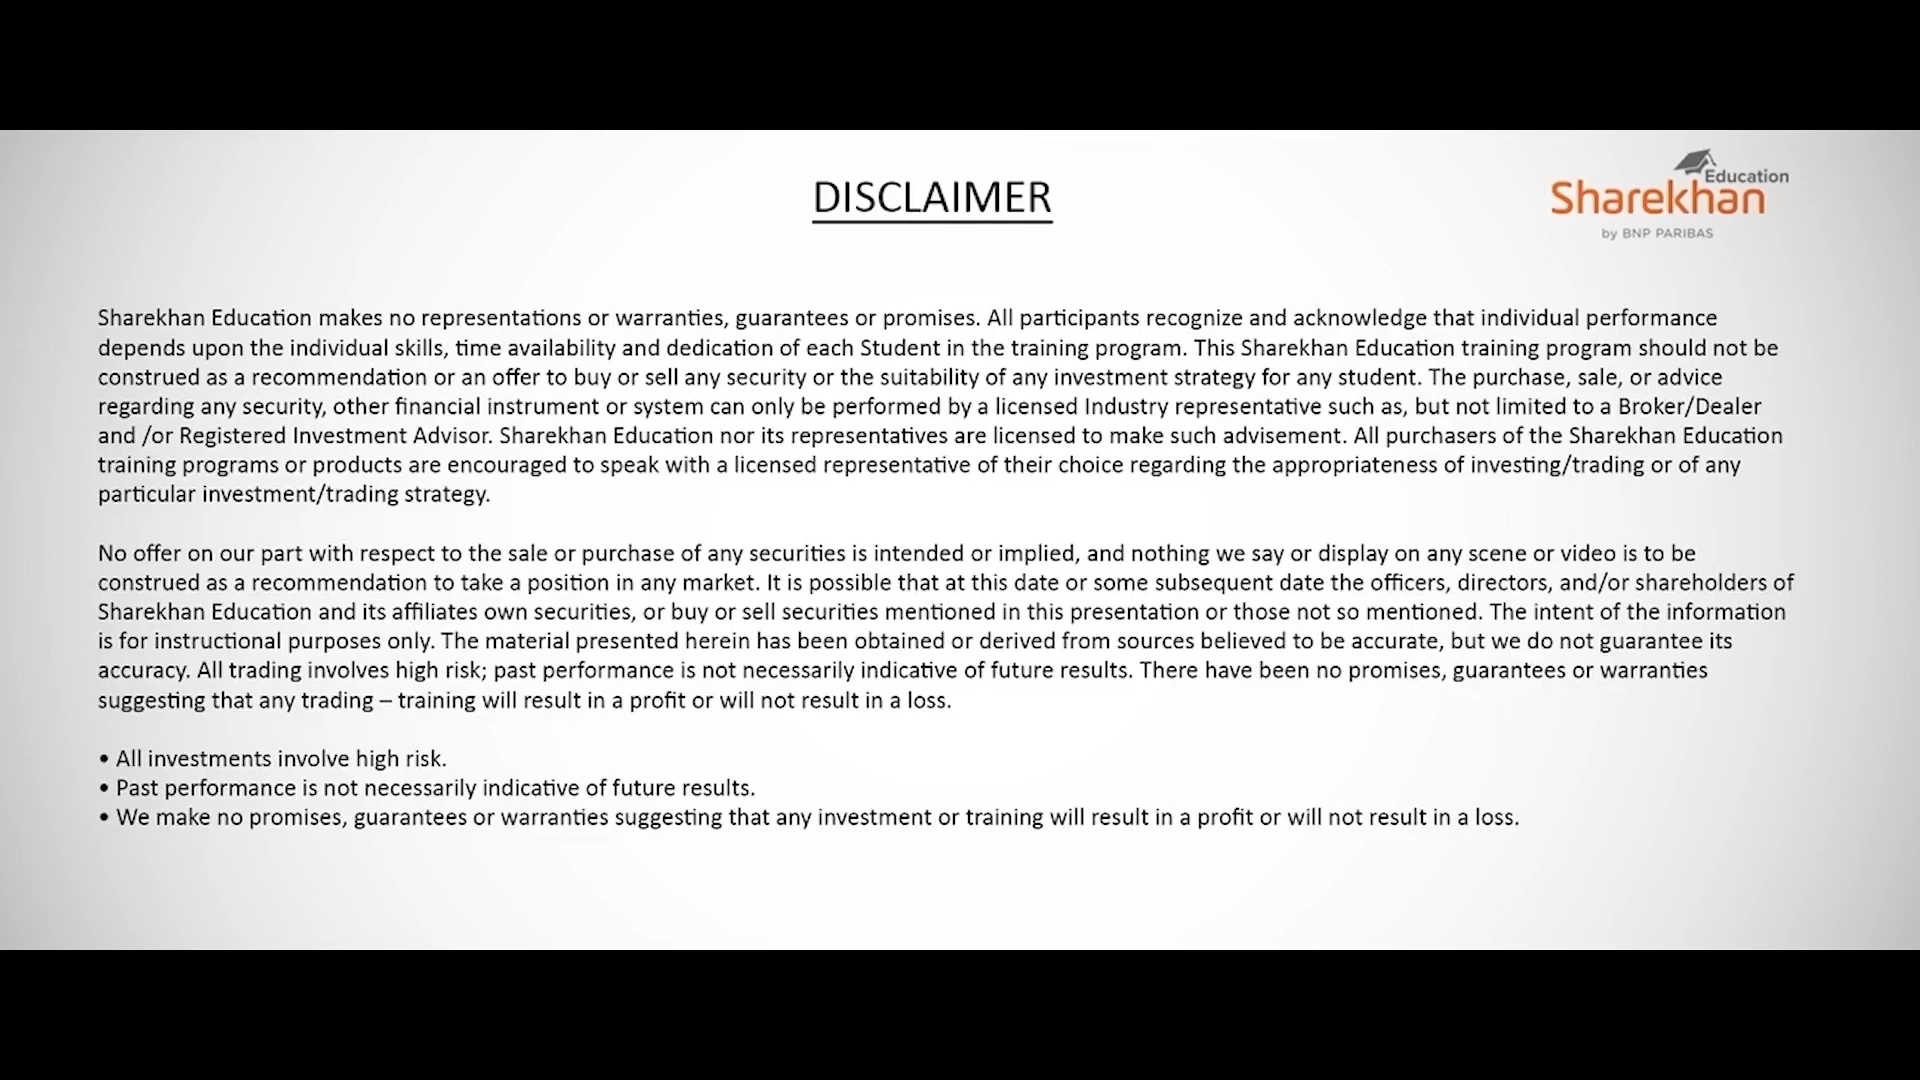 DISCLAIMER
Education
Sharekhan
by BNP PARIBAS
Sharekhan Education makes no representations or warranties, guarantees or promises. All participants recognize and acknowledge that individual performance
depends upon the individual skills, time availability and dedication of each Student in the training program. This Sharekhan Education training program should not be
construed as a recommendation or an offer to buy or sell any security or the suitability of any investment strategy for any student. The purchase, sale, or advice
regarding any security, other financial instrument or system can only be performed by a licensed Industry representative such as, but not limited to a Broker/Dealer
and /or Registered Investment Advisor. Sharekhan Education nor its representatives are licensed to make such advisement. All purchasers of the Sharekhan Education
training programs or products are encouraged to speak with a licensed representative of their choice regarding the appropriateness of investing/trading or of any
particular investment/trading strategy.
No offer on our part with respect to the sale or purchase of any securities is intended or implied, and nothing we say or display on any scene or video is to be
construed as a recommendation to take a position in any market. It is possible that at this date or some subsequent date the officers, directors, and/or shareholders of
Sharekhan Education and its affiliates own securities, or buy or sell securities mentioned in this presentation or those not so mentioned. The intent of the information
is for instructional purposes only. The material presented herein has been obtained or derived from sources believed to be accurate, but we do not guarantee its
accuracy. All trading involves high risk; past performance is not necessarily indicative of future results. There have been no promises, guarantees or warranties
suggesting that any trading – training will result in a profit or will not result in a loss.
• All investments involve high risk.
• Past performance is not necessarily indicative of future results.
• We make no promises, guarantees or warranties suggesting that any investment or training will result in a profit or will not result in a loss.